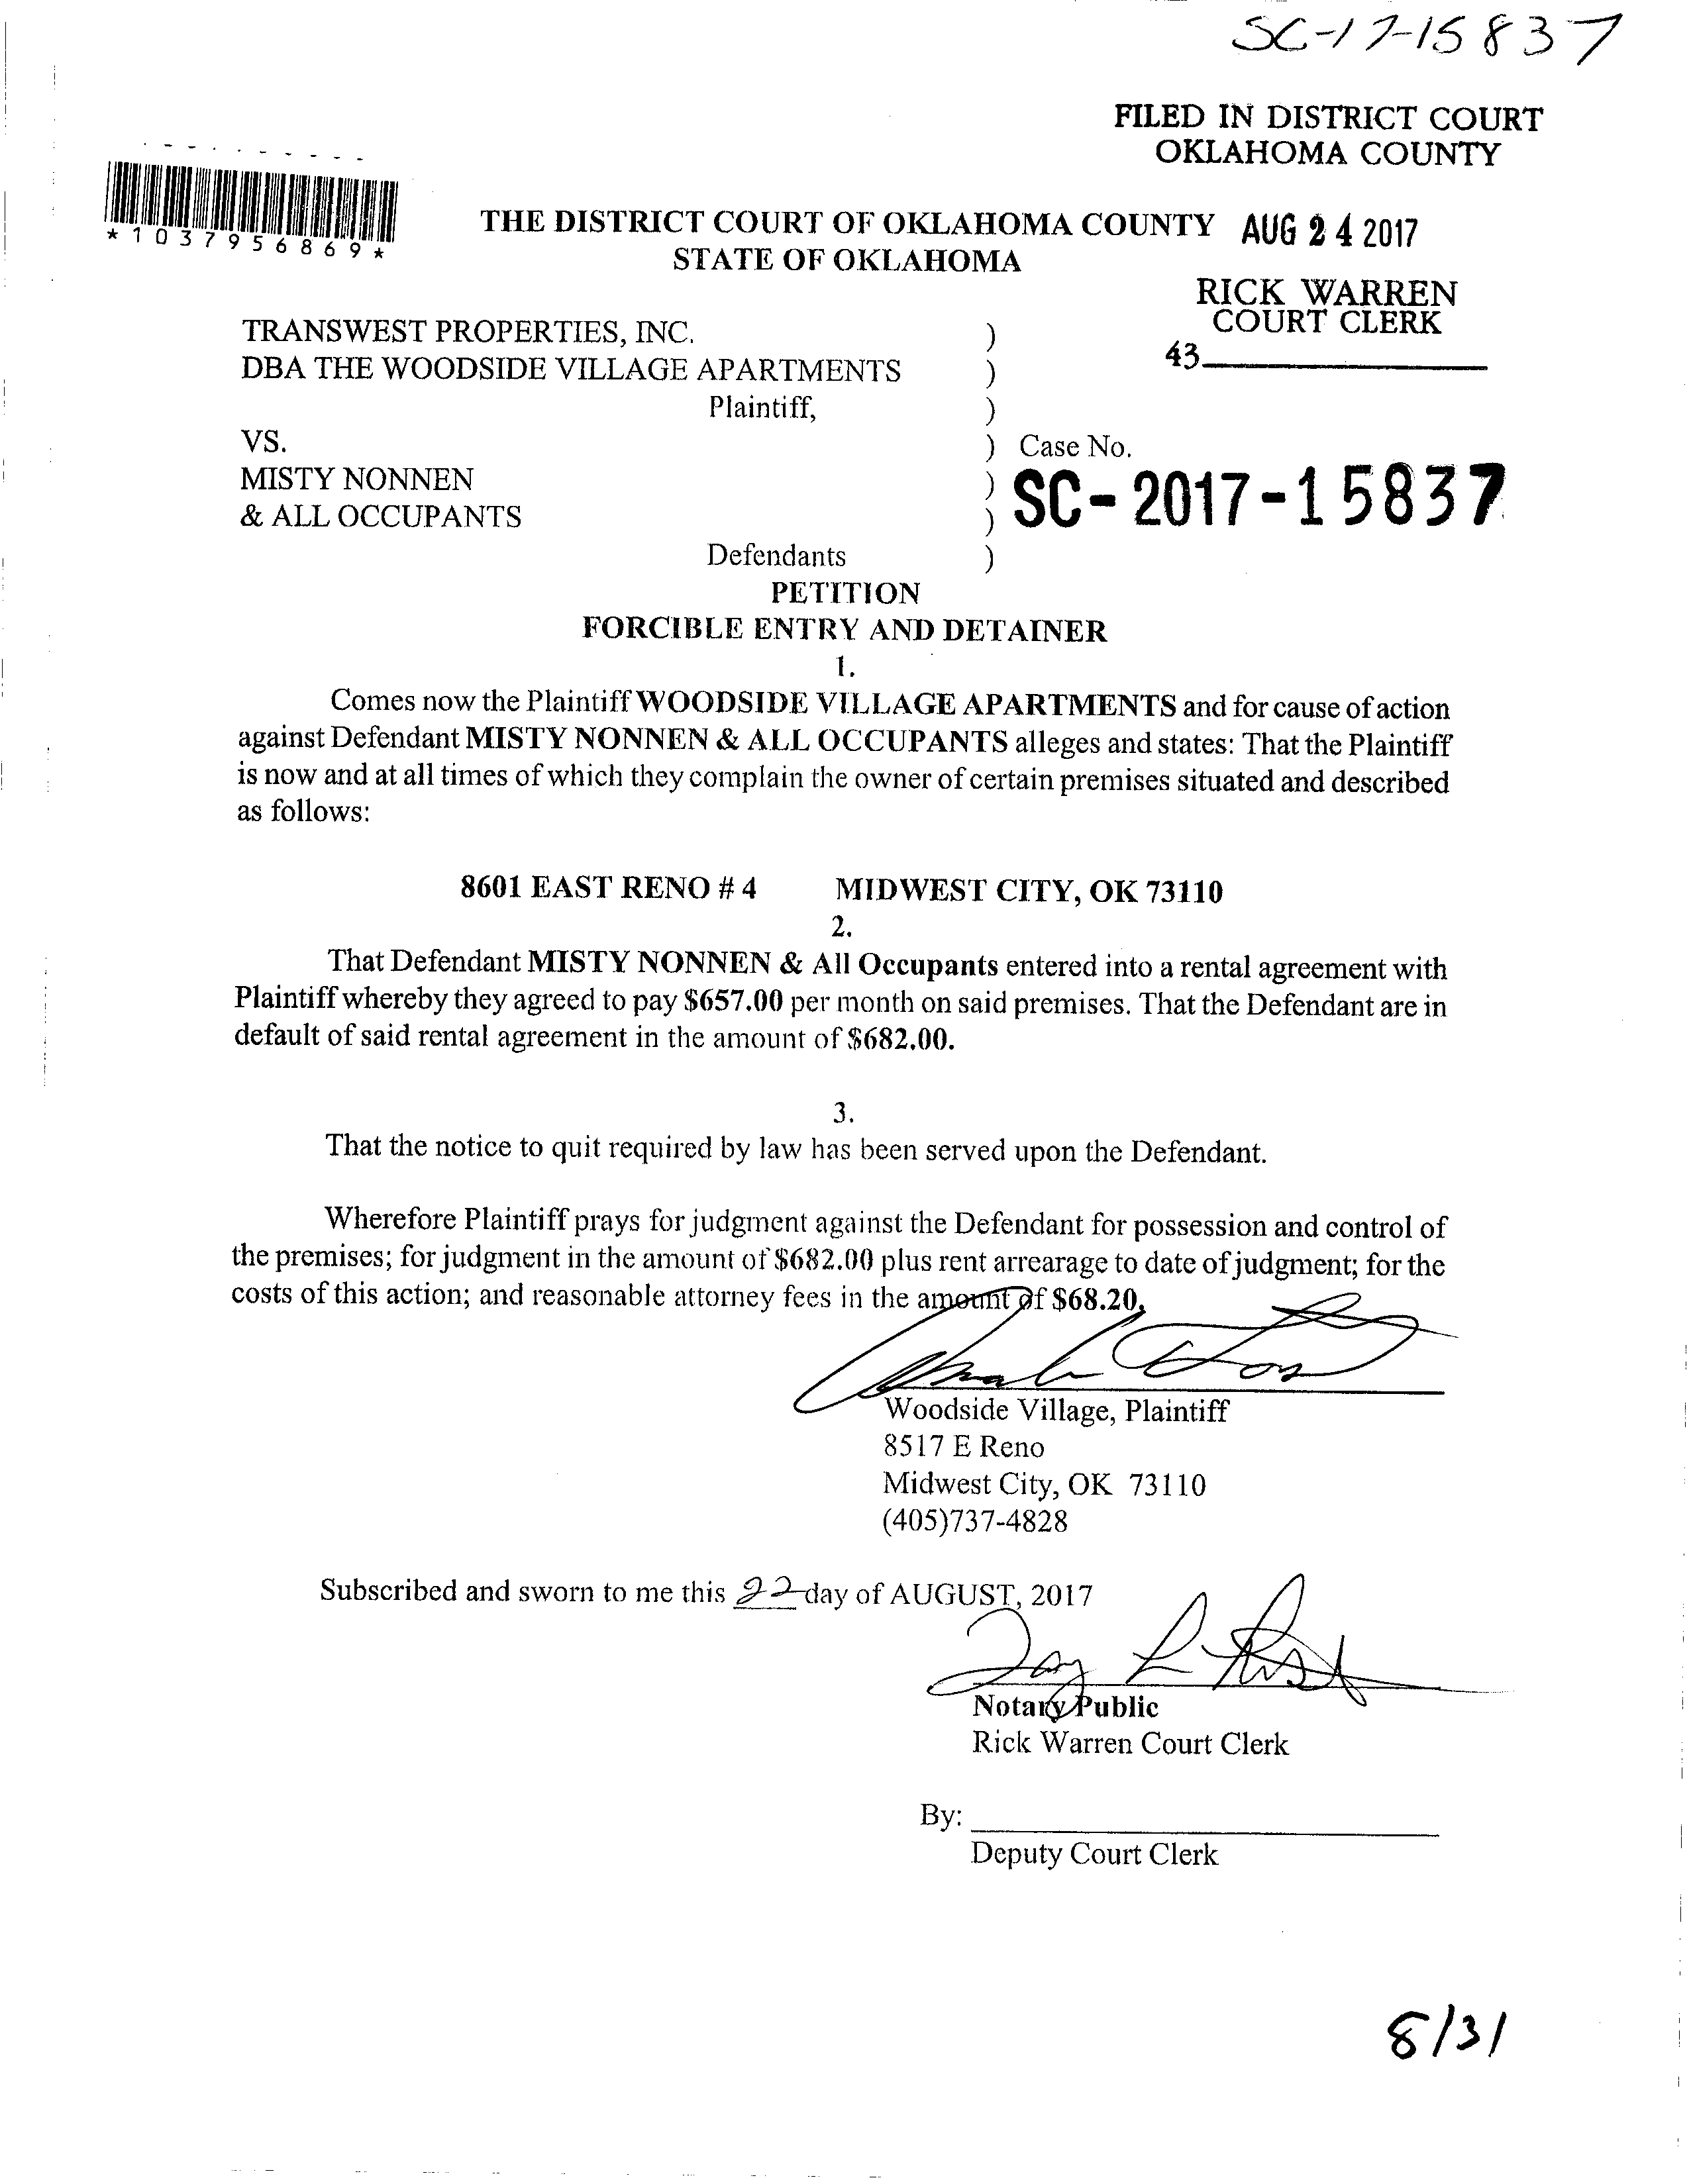 SC-17-15837
FILED IN DISTRICT COURT
OKLAHOMA COUNTY
*1037956869*
THE DISTRICT COURT OF OKLAHOMA COUNTY AUG 24 2017
STATE OF OKLAHOMA
RICK WARREN
COURT CLERK
43
TRANSWEST PROPERTIES, INC. )
DBA THE WOODSIDE VILLAGE APARTMENTS )
Plaintiff, )
VS. ) Case No.
MISTY NONNEN )
& ALL OCCUPANTS ) SC-2017-15837
Defendants )
PETITION
FORCIBLE ENTRY AND DETAINER
1.
Comes now the Plaintiff WOODSIDE VILLAGE APARTMENTS and for cause of action
against Defendant MISTY NONNEN & ALL OCCUPANTS alleges and states: That the Plaintiff
is now and at all times of which they complain the owner of certain premises situated and described
as follows:
8601 EAST RENO # 4 MIDWEST CITY, OK 73110
2.
That Defendant MISTY NONNEN & All Occupants entered into a rental agreement with
Plaintiff whereby they agreed to pay $657.00 per month on said premises. That the Defendant are in
default of said rental agreement in the amount of $682.00.
3.
That the notice to quit required by law has been served upon the Defendant.
Wherefore Plaintiff prays for judgment against the Defendant for possession and control of
the premises; for judgment in the amount of $682.00 plus rent arrearage to date of judgment; for the
costs of this action; and reasonable attorney fees in the amount of $68.20.
Woodside Village, Plaintiff
8517 E Reno
Midwest City, OK 73110
(405)737-4828
Subscribed and sworn to me this 22 day of AUGUST, 2017
Notary Public
Rick Warren Court Clerk
By:
Deputy Court Clerk
8/31